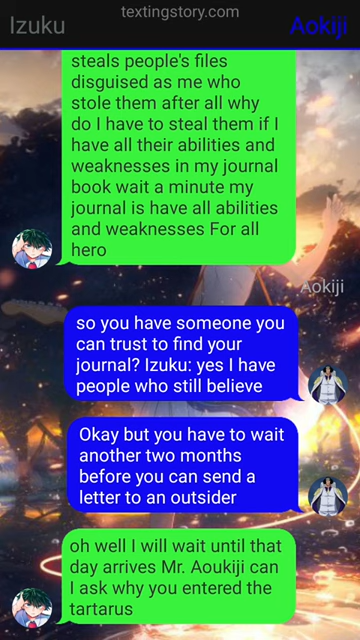 textingstory.com
Izuku
Aokiji
steals people's files
disguised as me who
stole them after all why
do I have to steal them if I
have all their abilities and
weaknesses in my journal
book wait a minute my
journal is have all abilities
and weaknesses For all
hero
Aokiji
so you have someone you
can trust to find your
journal? Izuku: yes I have
people who still believe
Okay but you have to wait
another two months
before you can send a
letter to an outsider
oh well I will wait until that
day arrives Mr. Aoukiji can
I ask why you entered the
tartarus